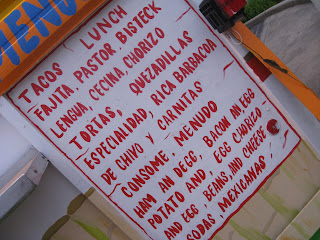 MENU
TACOS LUNCH
FAJITA, PASTOR, BISTECK
LENGUA, CECINA, CHORIZO
TORTAS, QUEZADILLAS
ESPECIALIDAD, RICA BARBACOA
DE CHIVO Y CARNITAS
CONSOME MENUDO
HAM AN DEGG, BACON AN EGG
POTATO AND, EGG CHORIZO
AND EGG, BEANS, AND CHEESE,
SODAS, MEXICANAS,